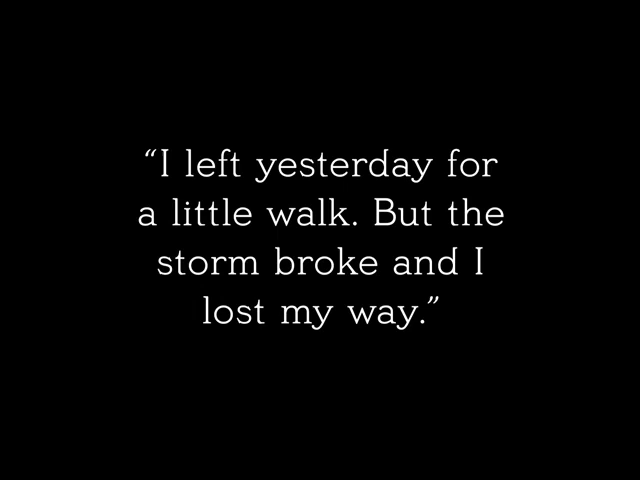 “I left yesterday for
a little walk. But the
storm broke and I
lost my way.”